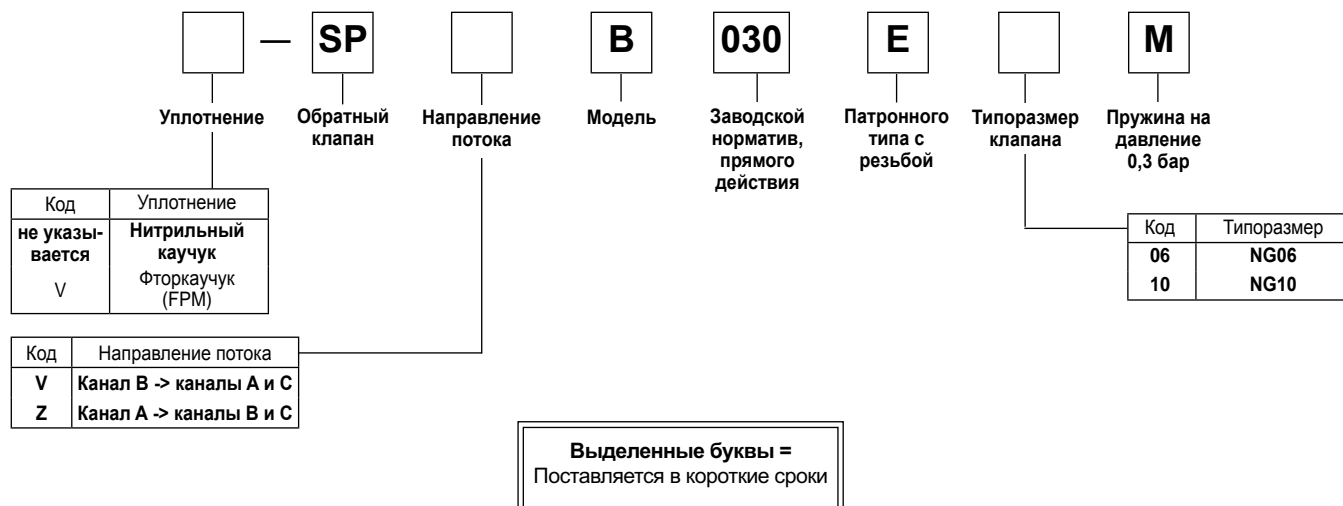 — SP B 030 E M
Уплотнение
Обратный
клапан
Направление
потока
Модель
Заводской
норматив,
прямого
действия
Патронного
типа с
резьбой
Типоразмер
клапана
Пружина на
давление
0,3 бар
Код Уплотнение
не указы-
вается
Нитрильный
каучук
V
Фторкаучук
(FPM)
Код Типоразмер
06 NG06
10 NG10
Код Направление потока
V Канал B -> каналы A и C
Z Канал A -> каналы B и C
Выделенные буквы =
Поставляется в короткие сроки